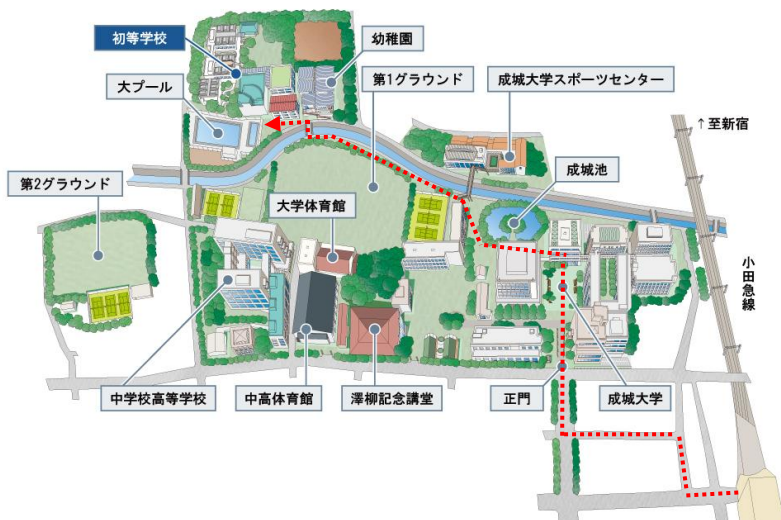 初等学校
幼稚園
大プール
第1グラウンド
成城大学スポーツセンター
↑至新宿
成城池
第2グラウンド
大学体育館
小田急線
中学校高等学校
中高体育館
澤柳記念講堂
正門
成城大学